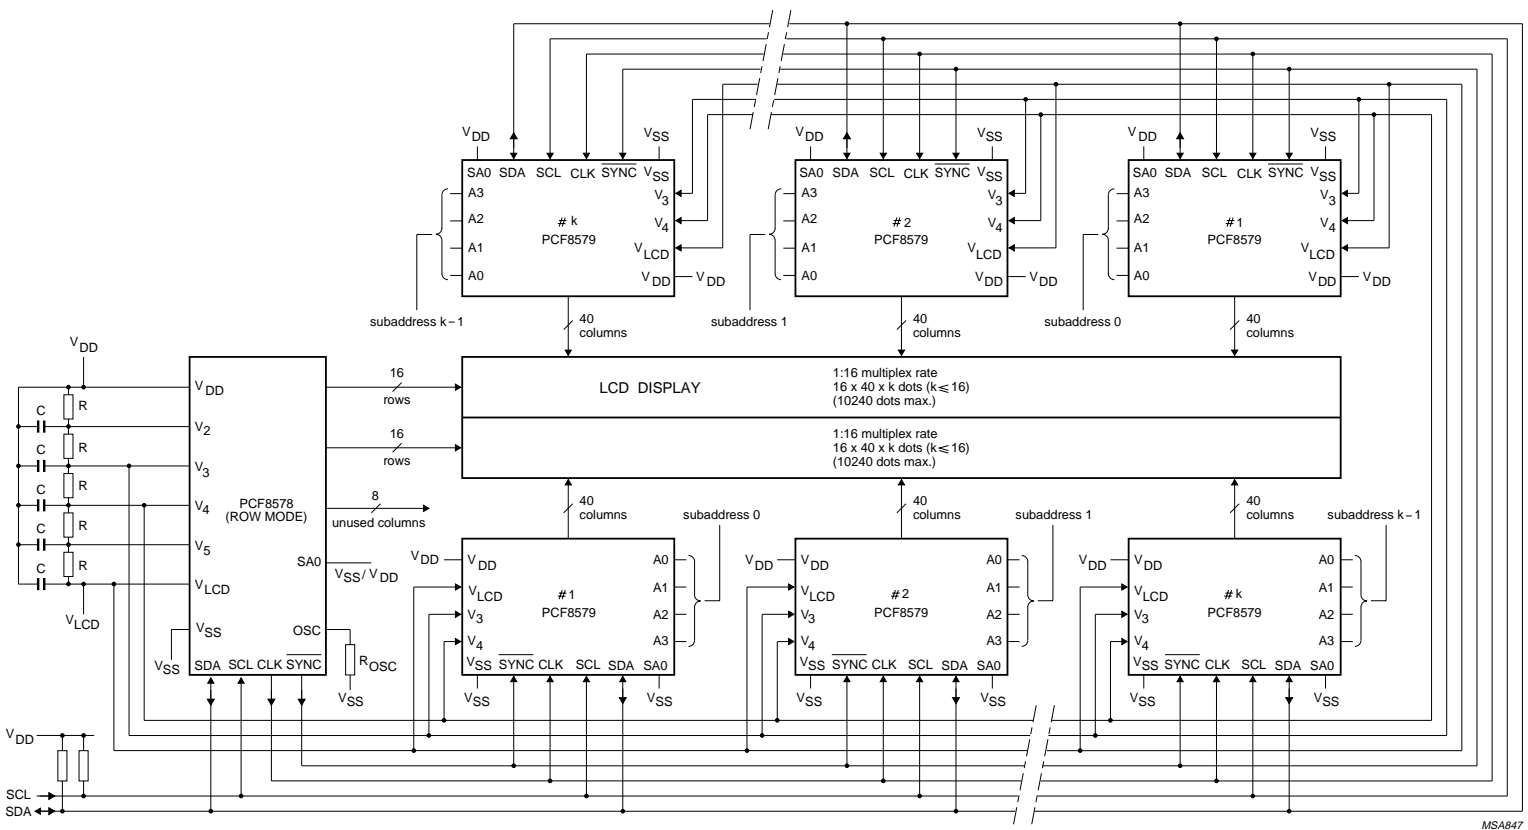 VDD VSS VDD VSS VDD VSS
SA0 SDA SCL CLK SYNC VSS
A3 V3
A2 # k V4
PCF8579
A1 VLCD
A0 VDD VDD
SA0 SDA SCL CLK SYNC VSS
A3 V3
A2 # 2 V4
PCF8579
A1 VLCD
A0 VDD VDD
SA0 SDA SCL CLK SYNC VSS
A3 V3
A2 # 1 V4
PCF8579
A1 VLCD
A0 VDD VDD
subaddress k−1
40
columns
subaddress 1
40
columns
subaddress 0
40
columns
VDD
VDD
R
C
V2
R
C
V3
R
C
V4
R
C
V5
R
C
VLCD
VLCD
PCF8578
(ROW MODE)
VSS
VSS
SA0
VSS/VDD
OSC
ROSC
VSS
SDA SCL CLK SYNC
16
rows
16
rows
8
unused columns
LCD DISPLAY
1:16 multiplex rate
16 x 40 x k dots (k≤16)
(10240 dots max.)
1:16 multiplex rate
16 x 40 x k dots (k≤16)
(10240 dots max.)
40
columns
subaddress 0
40
columns
subaddress 1
40
columns
subaddress k−1
VDD VDD A0
VLCD # 1 A1
PCF8579
V3 A2
V4 A3
VSS SYNC CLK SCL SDA SA0
VSS VSS
VDD VDD A0
VLCD # 2 A1
PCF8579
V3 A2
V4 A3
VSS SYNC CLK SCL SDA SA0
VSS VSS
VDD VDD A0
VLCD # k A1
PCF8579
V3 A2
V4 A3
VSS SYNC CLK SCL SDA SA0
VSS VSS
VDD
SCL
SDA
MSA847